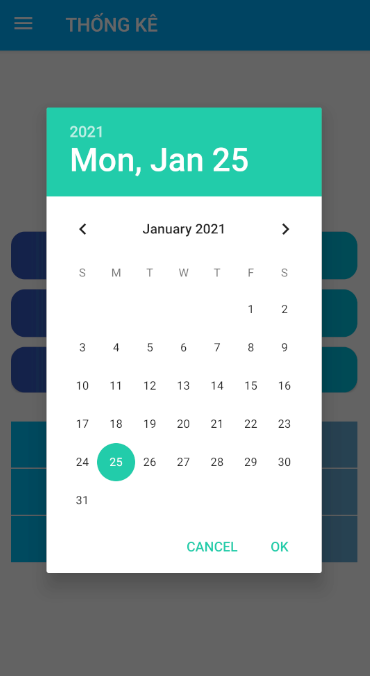 THỐNG KÊ
2021
Mon, Jan 25
January 2021
S M T W T F S
1 2
3 4 5 6 7 8 9
10 11 12 13 14 15 16
17 18 19 20 21 22 23
24 25 26 27 28 29 30
31
CANCEL OK